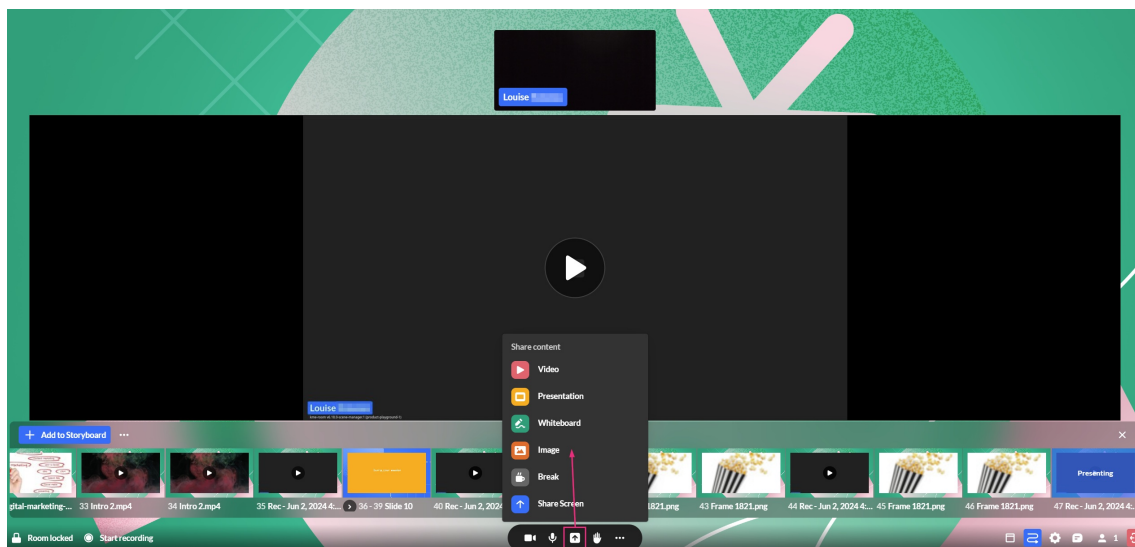 Louise
Louise
Share content
Video
Presentation
Whiteboard
Image
Break
Share Screen
+ Add to Storyboard ...
gital-marketing-... 33 Intro 2.mp4 34 Intro 2.mp4 35 Rec - Jun 2, 2024 4:... 36 - 39 Slide 10 40 Rec - Jun 2, 2024 1821.png 43 Frame 1821.png 44 Rec - Jun 2, 2024 4:... 45 Frame 1821.png 46 Frame 1821.png 47 Rec - Jun 2, 2024 4:...
Presenting
Room locked Start recording 1